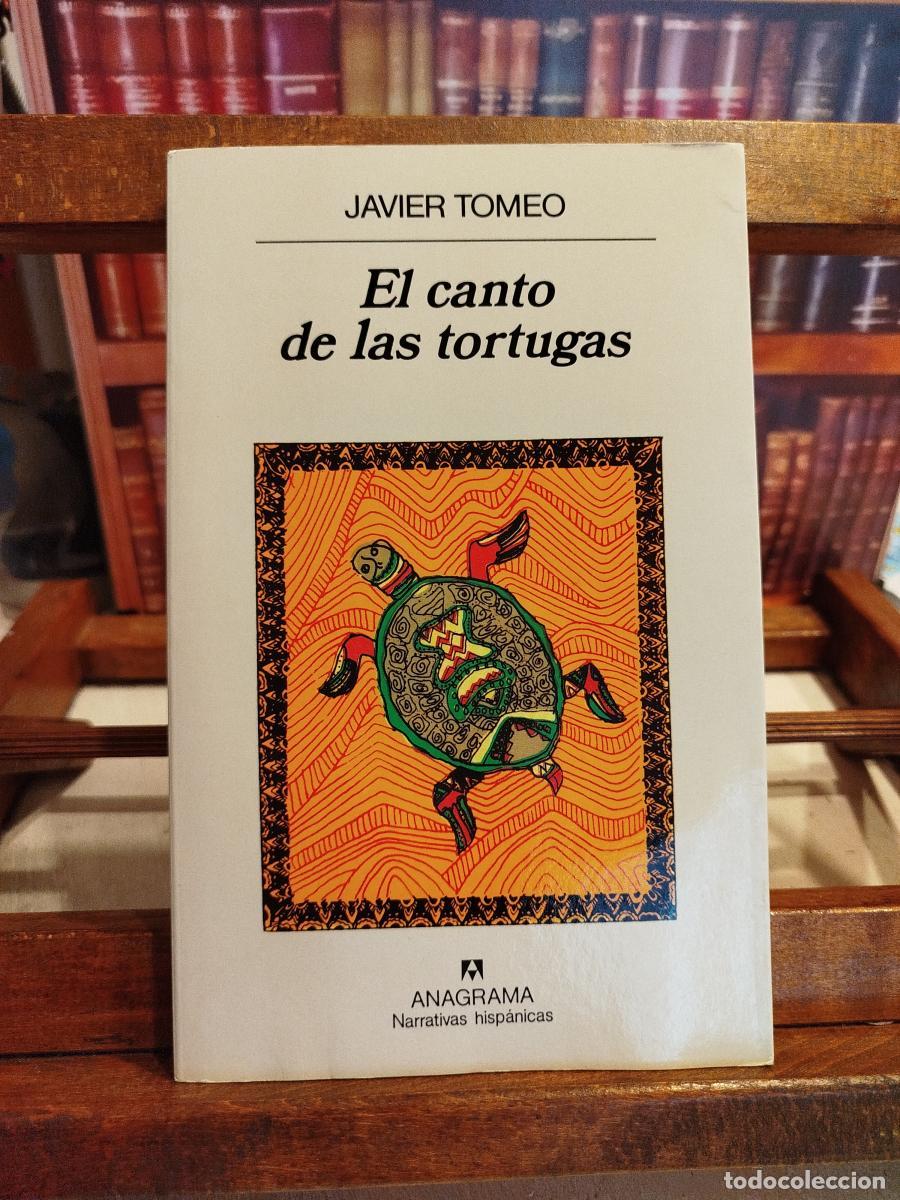 JAVIER TOMEO
El canto
de las tortugas
ANAGRAMA
Narrativas hispánicas
todocoleccion